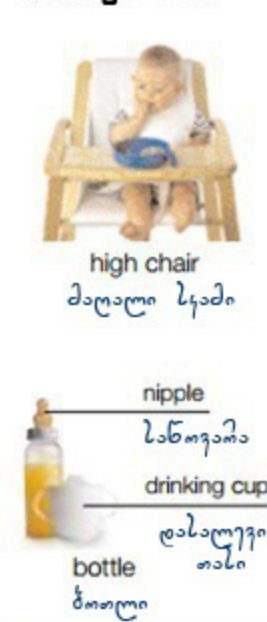 high chair
მაღალი სკამი
nipple
საწოვარა
drinking cup
დასალევი
თასი
bottle
ბოთლი